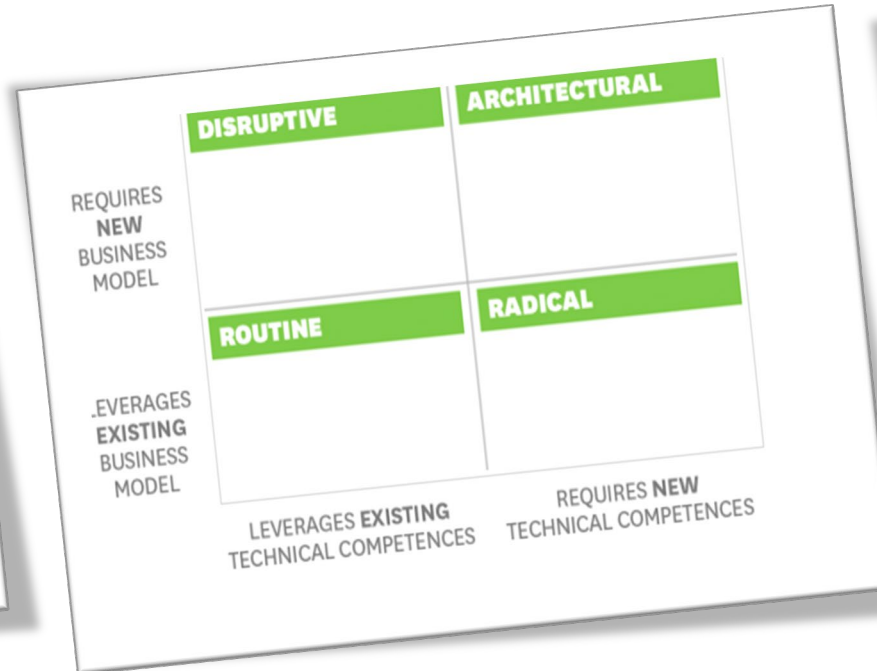 DISRUPTIVE
ARCHITECTURAL
REQUIRES
NEW
BUSINESS
MODEL
ROUTINE
RADICAL
LEVERAGES
EXISTING
BUSINESS
MODEL
LEVERAGES EXISTING
TECHNICAL COMPETENCES
REQUIRES NEW
TECHNICAL COMPETENCES